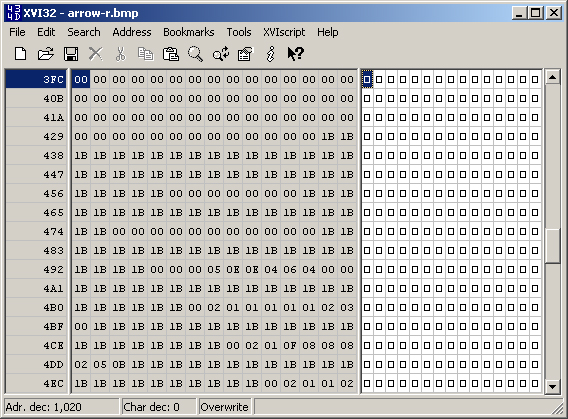 XVI32 - arrow-r.bmp
File Edit Search Address Bookmarks Tools XVIscript Help
3FC 00 00 00 00 00 00 00 00 00 00 00 00 00 00 00
40B 00 00 00 00 00 00 00 00 00 00 00 00 00 00 00
41A 00 00 00 00 00 00 00 00 00 00 00 00 00 00 00
429 00 00 00 00 00 00 00 00 00 00 00 00 00 1B 1B
438 1B 1B 1B 1B 1B 1B 1B 1B 1B 1B 1B 1B 1B 1B 1B
447 1B 1B 1B 1B 1B 1B 1B 1B 1B 1B 1B 1B 1B 1B 1B
456 1B 1B 1B 1B 1B 00 00 00 00 00 00 00 1B 1B 1B
465 1B 1B 1B 1B 1B 1B 1B 1B 1B 1B 1B 1B 1B 1B 1B
474 1B 1B 00 00 00 00 00 00 00 00 00 00 00 1B 1B
483 1B 1B 1B 1B 1B 1B 1B 1B 1B 1B 1B 1B 1B 1B 1B
492 1B 1B 1B 1B 00 00 00 05 0E 0E 04 06 04 00 00
4A1 1B 1B 1B 1B 1B 1B 1B 1B 1B 1B 1B 1B 1B 1B 1B
4B0 1B 1B 1B 1B 1B 1B 00 02 01 01 01 01 01 02 03
4BF 00 1B 1B 1B 1B 1B 1B 1B 1B 1B 1B 1B 1B 1B 1B
4CE 1B 1B 1B 1B 1B 1B 1B 1B 00 02 01 0F 08 08 08
4DD 02 05 0B 1B 1B 1B 1B 1B 1B 1B 1B 1B 1B 1B 1B
4EC 1B 1B 1B 1B 1B 1B 1B 1B 1B 1B 00 02 01 01 02
Adr. dec: 1,020 Char dec: 0 Overwrite